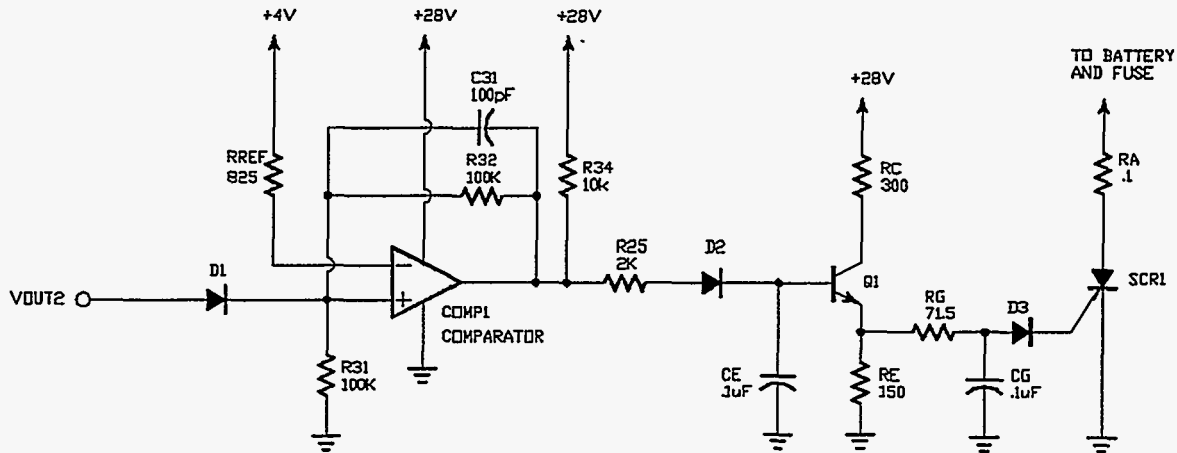 +4V
+28V
+28V
TO BATTERY
AND FUSE
+28V
C31
100pF
RREF
825
R32
100K
R34
10k
RC
300
RA
.1
R25
2K
D2
D1
VOUT2
−
+
COMP1
COMPARATOR
Q1
SCR1
RG
71.5
D3
R31
100K
CE
.1uF
RE
150
CG
.1uF